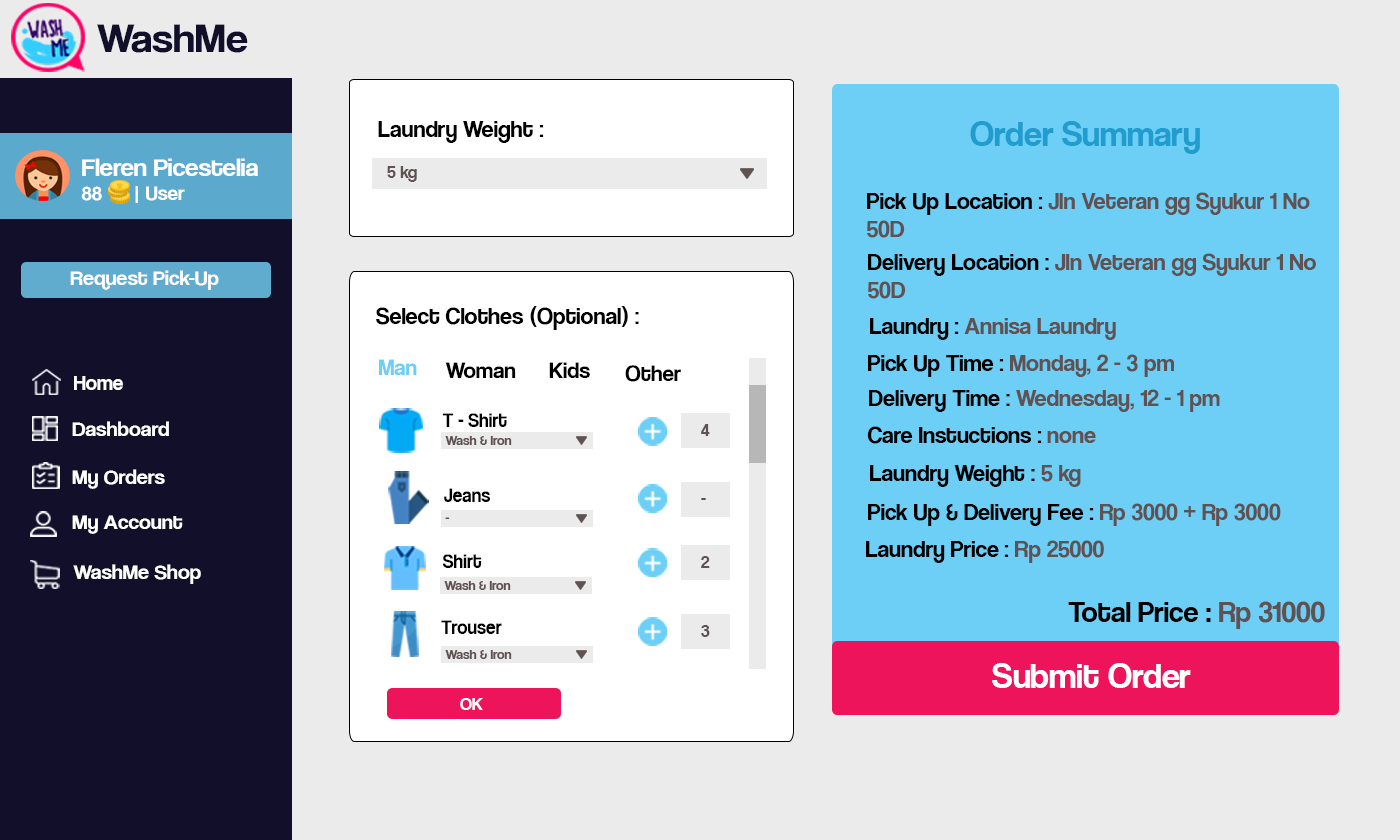 WASH
ME
WashMe
Fleren Picestelia
88 | User
Request Pick-Up
Home
Dashboard
My Orders
My Account
WashMe Shop
Laundry Weight :
5 kg
Select Clothes (Optional) :
Man Woman Kids Other
T - Shirt
Wash & Iron
4
Jeans
-
-
Shirt
Wash & Iron
2
Trouser
Wash & Iron
3
OK
Order Summary
Pick Up Location : Jln Veteran gg Syukur 1 No
50D
Delivery Location : Jln Veteran gg Syukur 1 No
50D
Laundry : Annisa Laundry
Pick Up Time : Monday, 2 - 3 pm
Delivery Time : Wednesday, 12 - 1 pm
Care Instuctions : none
Laundry Weight : 5 kg
Pick Up & Delivery Fee : Rp 3000 + Rp 3000
Laundry Price : Rp 25000
Total Price : Rp 31000
Submit Order